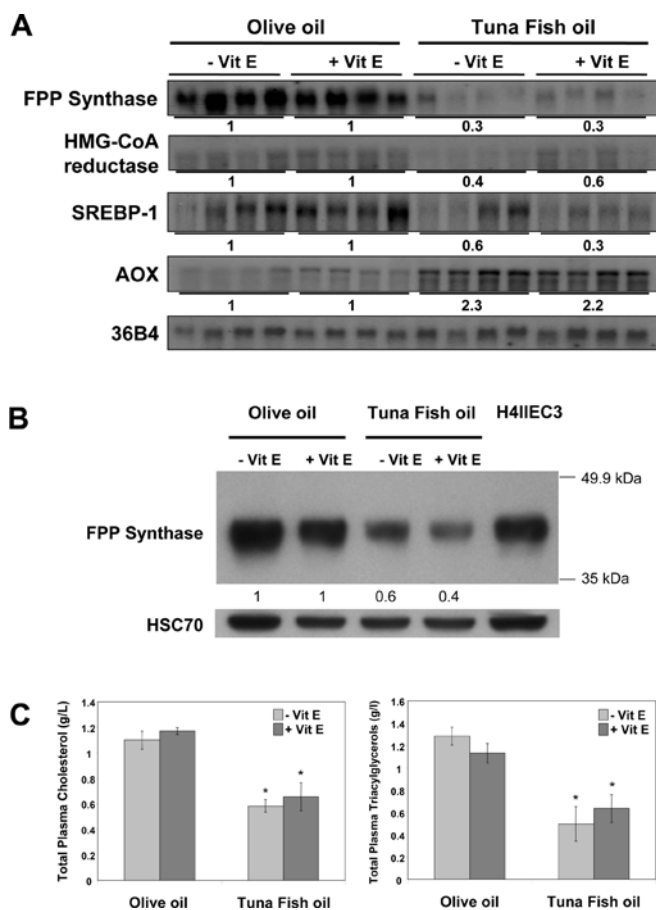 A
Olive oil Tuna Fish oil
- Vit E + Vit E - Vit E + Vit E
FPP Synthase
1 1 0.3 0.3
HMG-CoA
reductase
1 1 0.4 0.6
SREBP-1
1 1 0.6 0.3
AOX
1 1 2.3 2.2
36B4
B
Olive oil Tuna Fish oil H4IIEC3
- Vit E + Vit E - Vit E + Vit E
49.9 kDa
FPP Synthase
35 kDa
1 1 0.6 0.4
HSC70
C
Total Plasma Cholesterol (g/L)
1.4
1.2
1
0.8
0.6
0.4
0.2
0
- Vit E
+ Vit E
* *
Olive oil Tuna Fish oil
Total Plasma Triacylglycerols (g/l)
1.6
1.4
1.2
1
0.8
0.6
0.4
0.2
0
- Vit E
+ Vit E
* *
Olive oil Tuna Fish oil